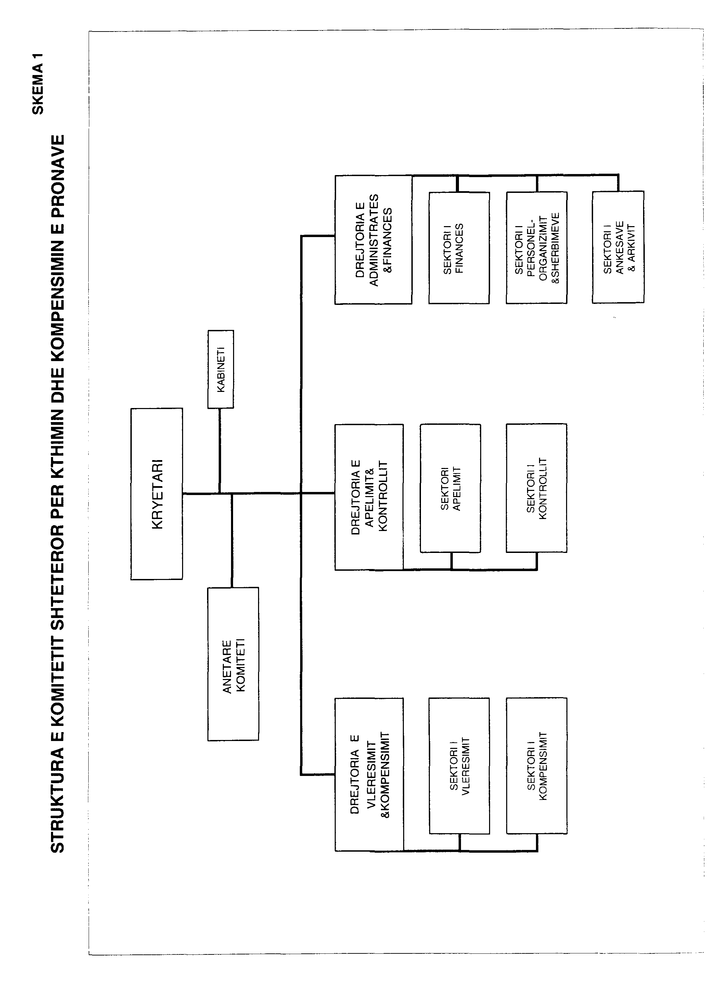 SKEMA 1
STRUKTURA E KOMITETIT SHTETEROR PER KTHIMIN DHE KOMPENSIMIN E PRONAVE
KRYETARI
ANETARE
KOMITETI
KABINETI
DREJTORIA E
VLERESIMIT
&KOMPENSIMIT
SEKTORI I
VLERESIMIT
SEKTORI I
KOMPENSIMIT
DREJTORIA E
APELIMIT&
KONTROLLIT
SEKTORI
APELIMIT
SEKTORI I
KONTROLLIT
DREJTORIA E
ADMINISTRATES
&FINANCES
SEKTORI I
FINANCES
SEKTORI I
PERSONEL-
ORGANIZIMIT
&SHERBIMEVE
SEKTORI I
ANKESAVE
& ARKIVIT